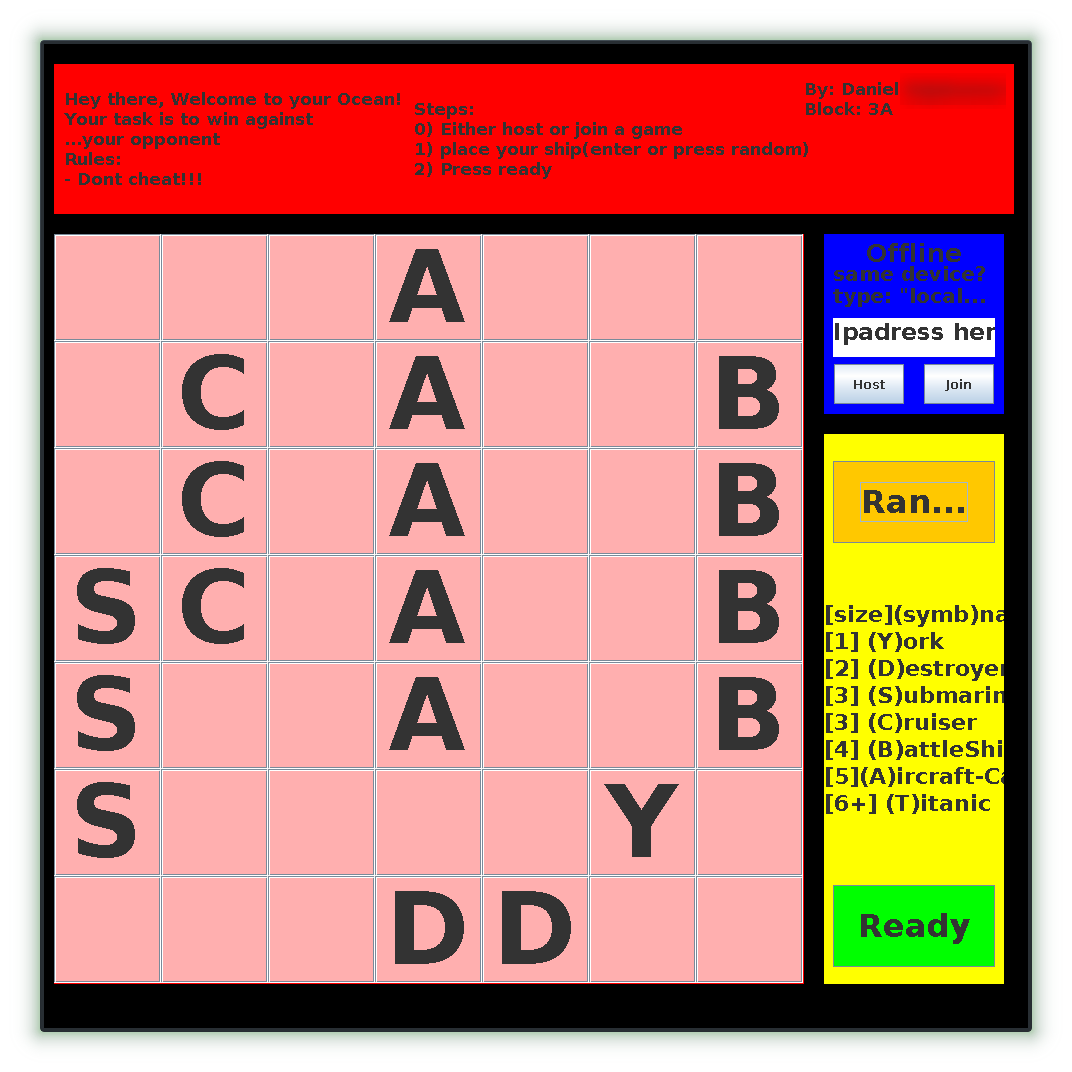 Hey there, Welcome to your Ocean!
Your task is to win against
...your opponent
Rules:
- Dont cheat!!!
Steps:
0) Either host or join a game
1) place your ship(enter or press random)
2) Press ready
By: Daniel
Block: 3A
A
C A B
C A B
S C A B
S A B
S Y
D D
Offline
same device?
type: "local...
Ipadress her
Host Join
Ran...
[size](symb)na
[1] (Y)ork
[2] (D)estroyer
[3] (S)ubmarin
[3] (C)ruiser
[4] (B)attleShi
[5](A)ircraft-Ca
[6+] (T)itanic
Ready